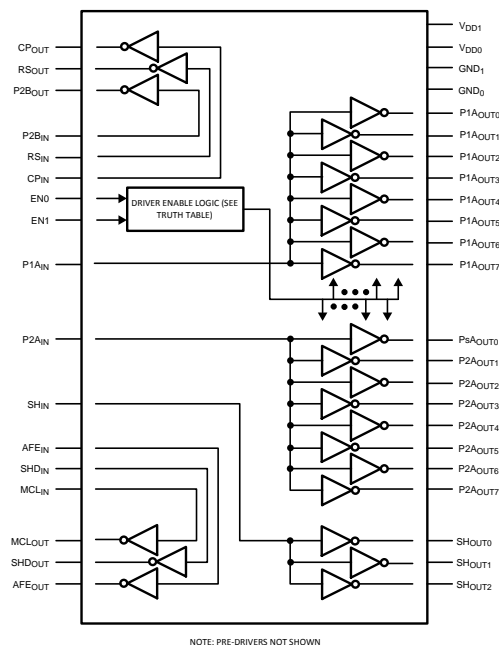 CPOUT
RSOUT
P2BOUT
P2BIN
RSIN
CPIN
EN0
EN1
P1AIN
P2AIN
SHIN
AFEIN
SHDIN
MCLIN
MCLOUT
SHDOUT
AFEOUT
DRIVER ENABLE LOGIC (SEE
TRUTH TABLE)
VDD1
VDD0
GND1
GND0
P1AOUT0
P1AOUT1
P1AOUT2
P1AOUT3
P1AOUT4
P1AOUT5
P1AOUT6
P1AOUT7
PsAOUT0
P2AOUT1
P2AOUT2
P2AOUT3
P2AOUT4
P2AOUT5
P2AOUT6
P2AOUT7
SHOUT0
SHOUT1
SHOUT2
NOTE: PRE-DRIVERS NOT SHOWN